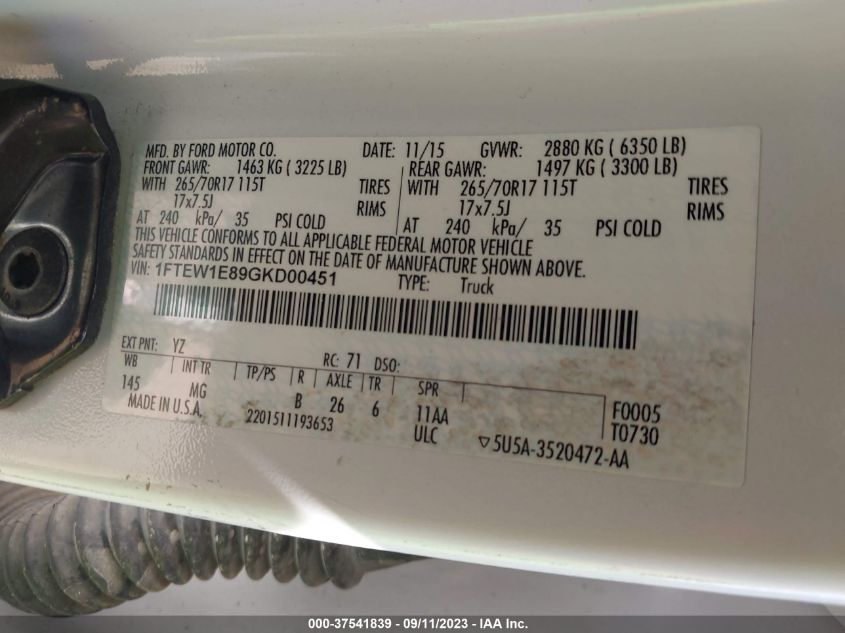 MFD. BY FORD MOTOR CO. DATE: 11/15 GVWR: 2880 KG ( 6350 LB)
FRONT GAWR: 1463 KG ( 3225 LB) REAR GAWR: 1497 KG ( 3300 LB)
WITH 265/70R17 115T TIRES WITH 265/70R17 115T TIRES
17x7.5J RIMS 17x7.5J RIMS
AT 240 kPa/ 35 PSI COLD AT 240 kPa/ 35 PSI COLD
THIS VEHICLE CONFORMS TO ALL APPLICABLE FEDERAL MOTOR VEHICLE
SAFETY STANDARDS IN EFFECT ON THE DATE OF MANUFACTURE SHOWN ABOVE.
VIN: 1FTEW1E89GKD00451 TYPE: Truck
EXT PNT: YZ RC: 71 DSO:
WB INT TR TP/PS R AXLE TR SPR
145 MG B 26 6 11AA F0005
MADE IN U.S.A. 2201511193653 ULC T0730
5U5A-3520472-AA
000-37541839 - 09/11/2023 - IAA Inc.